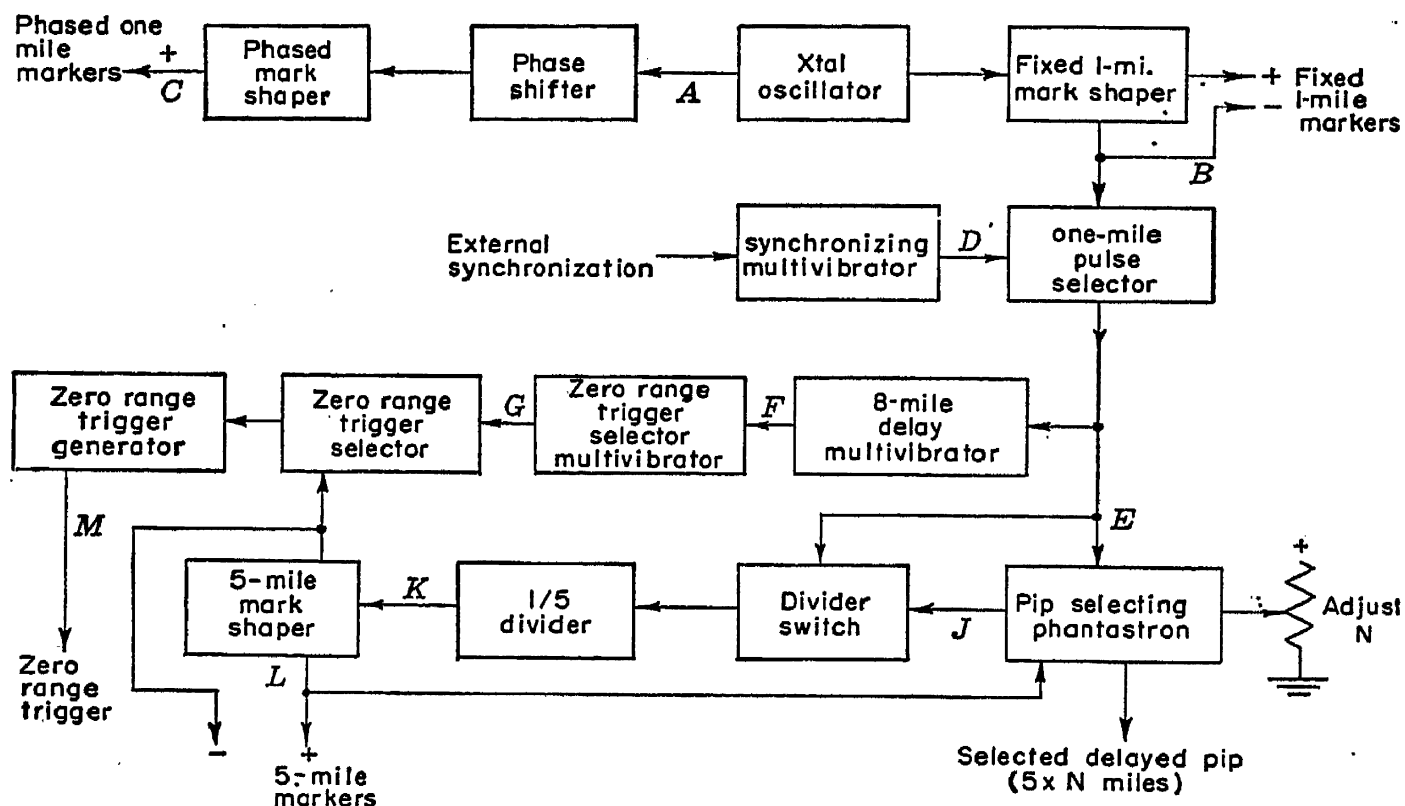 Phased one
mile
markers
+
C
Phased
mark
shaper
Phase
shifter
A
Xtal
oscillator
Fixed 1-mi.
mark shaper
+ Fixed
- 1-mile
markers
B
External
synchronization
synchronizing
multivibrator
D
one-mile
pulse
selector
Zero range
trigger
generator
Zero range
trigger
selector
G
Zero range
trigger
selector
multivibrator
F
8-mile
delay
multivibrator
E
M
5-mile
mark
shaper
K
1/5
divider
Divider
switch
J
Pip selecting
phantastron
+
Adjust
N
L
Zero
range
trigger
-
+
5-mile
markers
Selected delayed pip
(5x N miles)